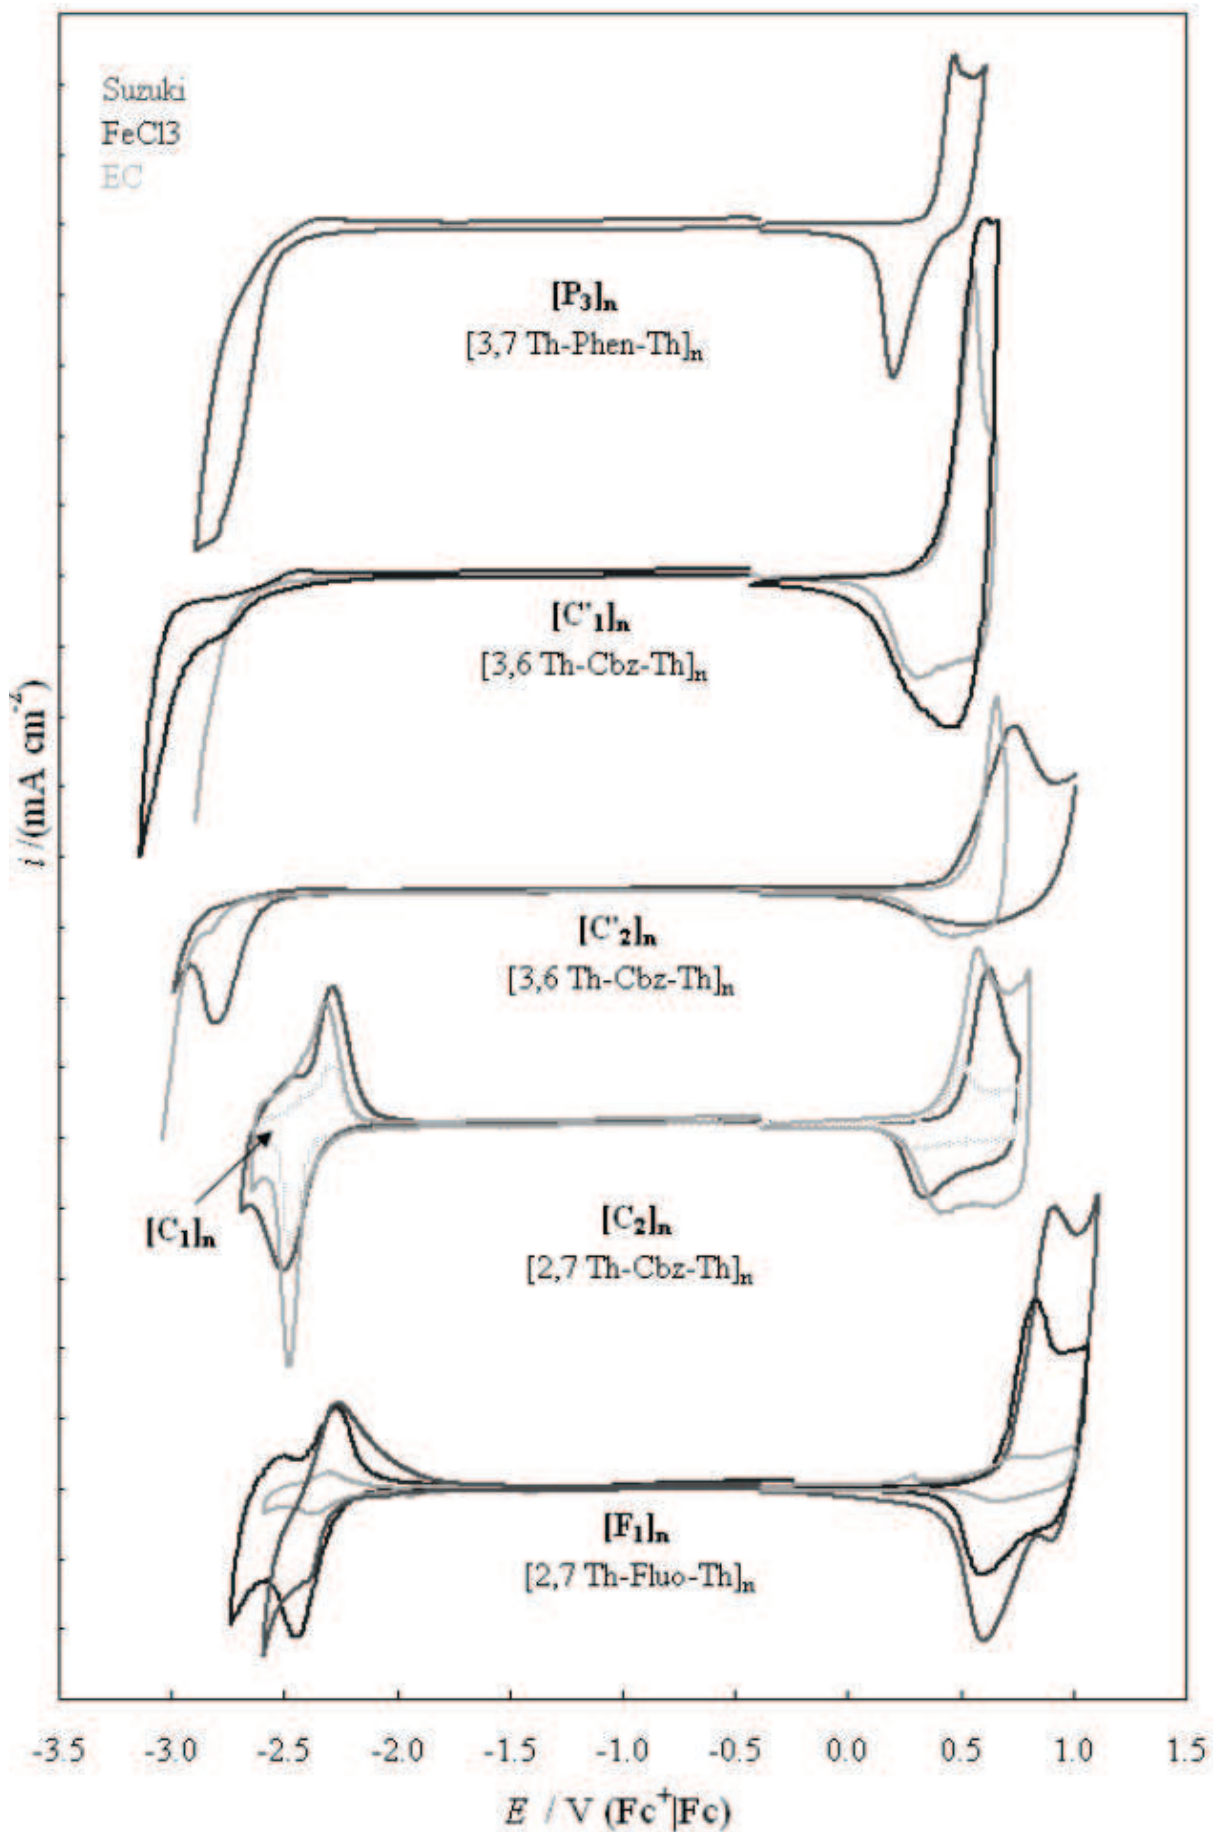 Suzuki
FeCl3
EC
[P₃]ₙ
[3,7 Th-Phen-Th]ₙ
[C'₁]ₙ
[3,6 Th-Cbz-Th]ₙ
i /(mA cm⁻²)
[C'₂]ₙ
[3,6 Th-Cbz-Th]ₙ
[C₁]ₙ
[C₂]ₙ
[2,7 Th-Cbz-Th]ₙ
[F₁]ₙ
[2,7 Th-Fluo-Th]ₙ
-3.5 -3.0 -2.5 -2.0 -1.5 -1.0 -0.5 0.0 0.5 1.0 1.5
E / V (Fc⁺|Fc)